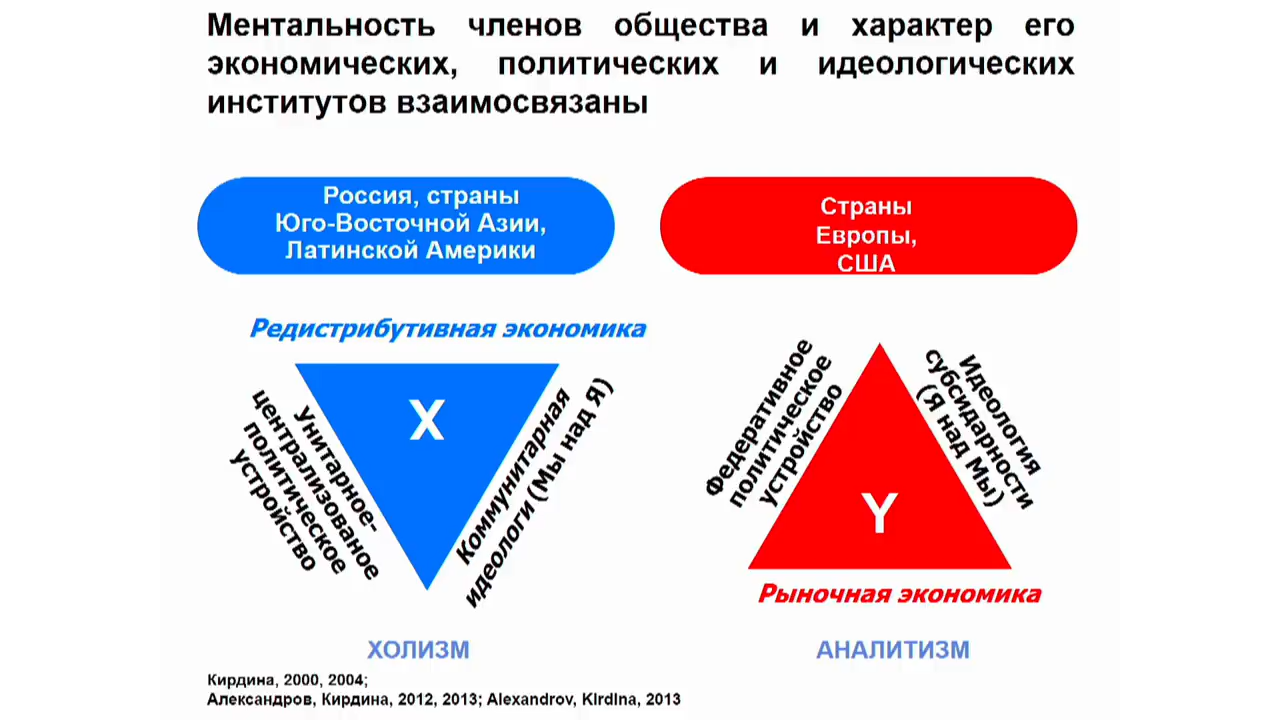 Ментальность членов общества и характер его
экономических, политических и идеологических
институтов взаимосвязаны
Россия, страны
Юго-Восточной Азии,
Латинской Америки
Страны
Европы,
США
Редистрибутивная экономика
X
Унитарное-
централизованое
политическое
устройство
Коммунитарная
идеологи (Мы над Я)
Федеративное
политическое
устройство
Идеология
субсидарности
(Я над Мы)
Y
Рыночная экономика
ХОЛИЗМ
АНАЛИТИЗМ
Кирдина, 2000, 2004;
Александров, Кирдина, 2012, 2013; Alexandrov, Kirdina, 2013